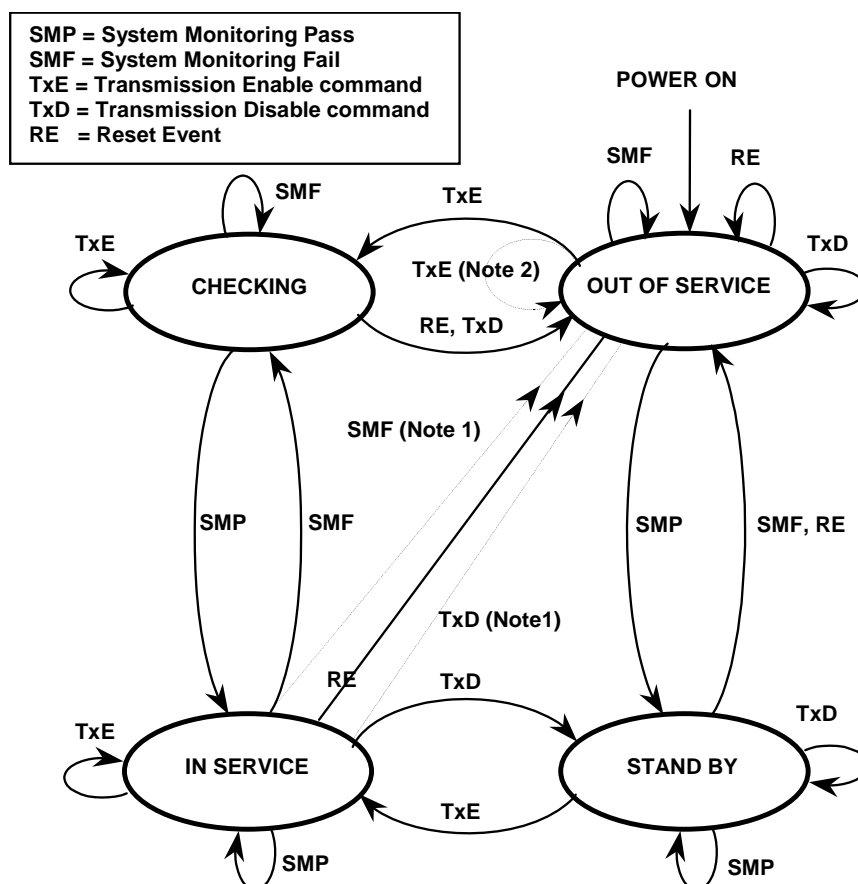 SMP = System Monitoring Pass
SMF = System Monitoring Fail
TxE = Transmission Enable command
TxD = Transmission Disable command
RE = Reset Event
POWER ON
SMF
SMF
RE
TxE
TxE
TxD
CHECKING
TxE (Note 2)
OUT OF SERVICE
RE, TxD
SMF (Note 1)
SMP
SMF
SMP
SMF, RE
TxD (Note1)
RE
TxD
TxE
TxD
IN SERVICE
STAND BY
TxE
SMP
SMP